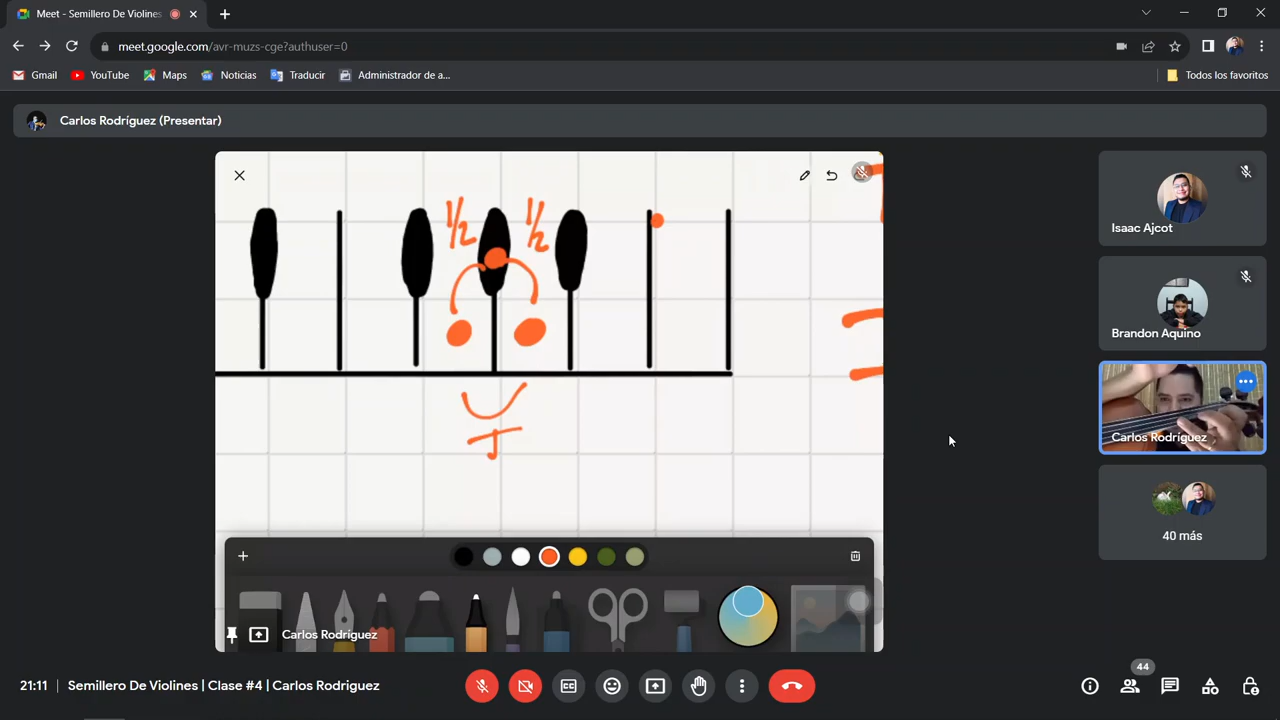 Meet - Semillero De Violines
meet.google.com/avr-muzs-cge?authuser=0
Gmail
YouTube
Maps
Noticias
Traducir
Administrador de a...
Todos los favoritos
Carlos Rodríguez (Presentar)
1/2
1/2
T
Isaac Ajcot
Brandon Aquino
Carlos Rodríguez
40 más
Carlos Rodríguez
44
21:11 | Semillero De Violines | Clase #4 | Carlos Rodriguez